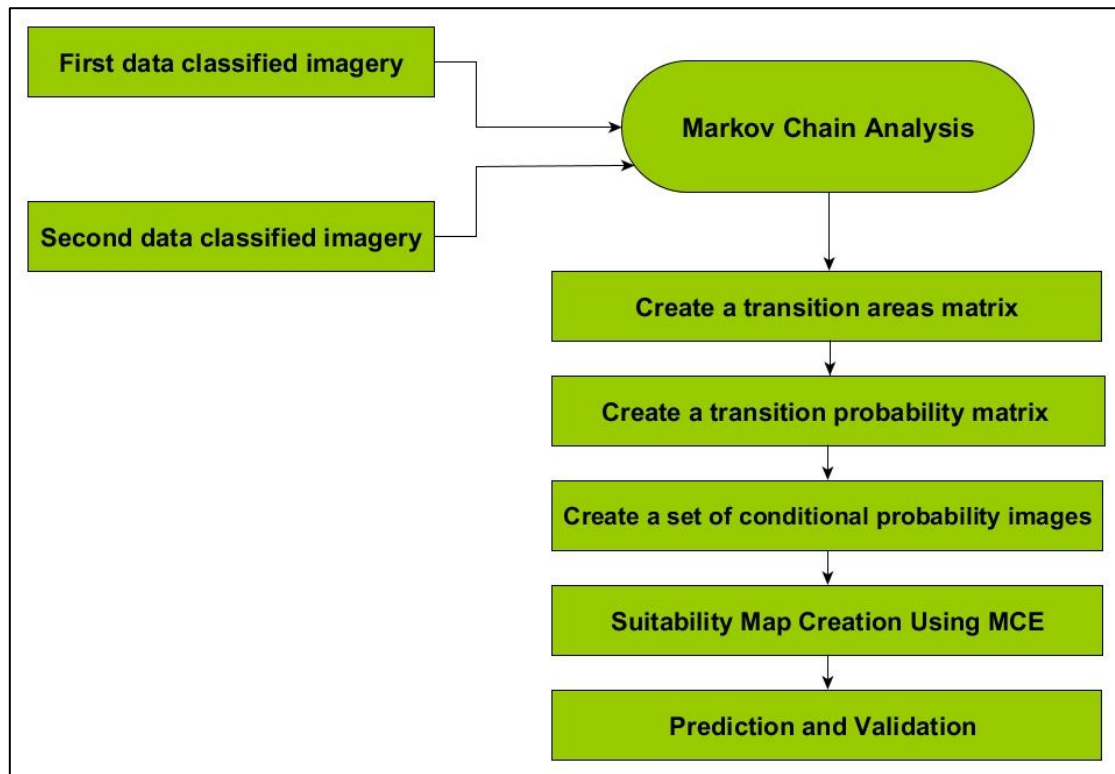 First data classified imagery
Markov Chain Analysis
Second data classified imagery
Create a transition areas matrix
Create a transition probability matrix
Create a set of conditional probability images
Suitability Map Creation Using MCE
Prediction and Validation